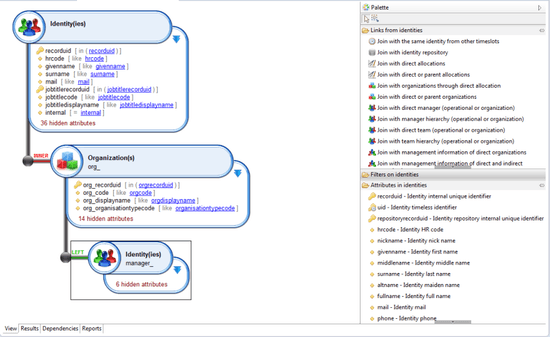 Identity(ies)
recorduid [ in ( recorduid ) ]
hrcode [ like hrcode ]
givenname [ like givenname ]
surname [ like surname ]
mail [ like mail ]
jobtitlerecorduid [ in ( jobtitlerecorduid ) ]
jobtitlecode [ like jobtitlecode ]
jobtitledisplayname [ like jobtitledisplayname ]
internal [ = internal ]
36 hidden attributes
INNER
Organization(s)
org_
org_recorduid [ in ( orgrecorduid ) ]
org_code [ like orgcode ]
org_displayname [ like orgdisplayname ]
org_organisationtypecode [ like organisationtypecode ]
14 hidden attributes
LEFT
Identity(ies)
manager_
6 hidden attributes
View Results Dependencies Reports
Palette
Links from identities
Join with the same identity from other timeslots
Join with identity repository
Join with direct allocations
Join with direct or parent allocations
Join with organizations through direct allocation
Join with direct or parent organizations
Join with direct manager (operational or organization)
Join with manager hierarchy (operational or organization)
Join with direct team (operational or organization)
Join with team hierarchy (operational or organization)
Join with management information of direct organizations
Join with management information of direct and indirect
Filters on identities
Attributes in identities
recorduid - Identity internal unique identifier
uid - Identity timeless identifier
repositoryrecorduid - Identity repository internal unique identifier
hrcode - Identity HR code
nickname - Identity nick name
givenname - Identity first name
middlename - Identity middle name
surname - Identity last name
altname - Identity maiden name
fullname - Identity full name
mail - Identity mail
phone - Identity phone